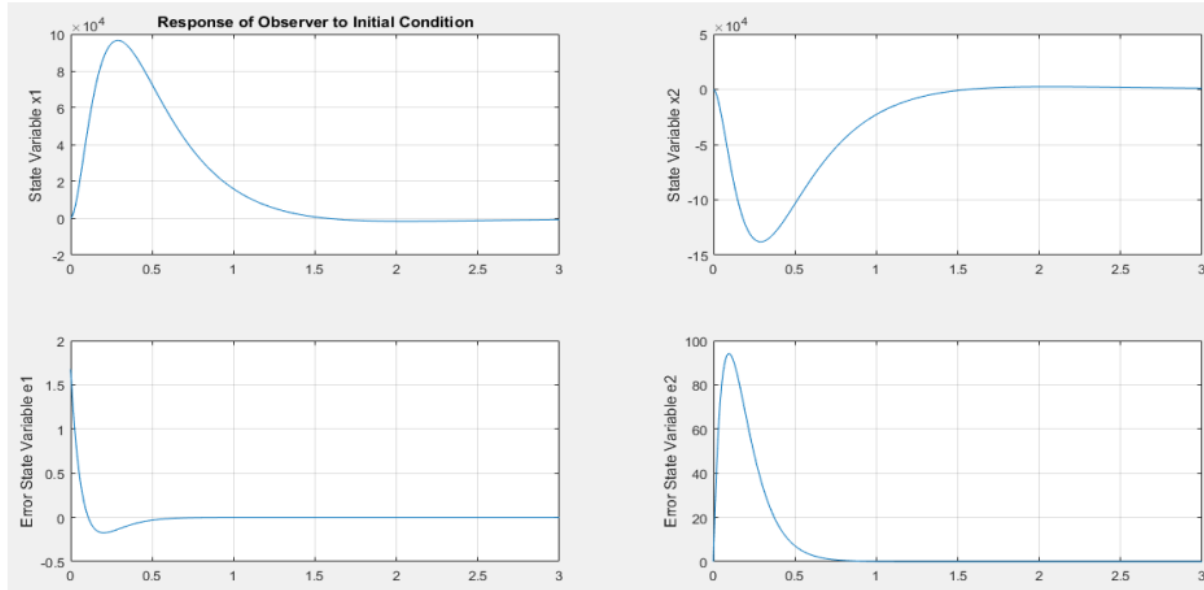 Response of Observer to Initial Condition
×10⁴
10
8
6
4
2
0
-2
State Variable x1
0 0.5 1 1.5 2 2.5 3
×10⁴
5
0
-5
-10
-15
State Variable x2
0 0.5 1 1.5 2 2.5 3
2
1.5
1
0.5
0
-0.5
Error State Variable e1
0 0.5 1 1.5 2 2.5 3
100
80
60
40
20
0
Error State Variable e2
0 0.5 1 1.5 2 2.5 3